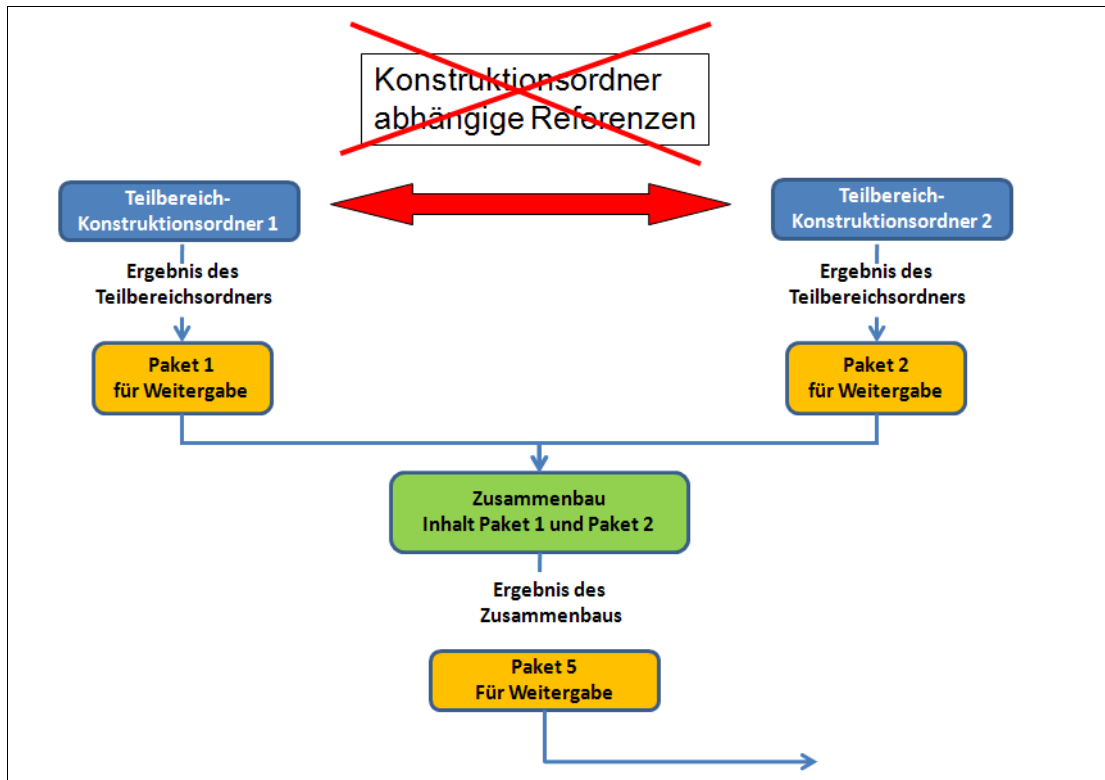 Konstruktionsordner
abhängige Referenzen
Teilbereich-
Konstruktionsordner 1
Teilbereich-
Konstruktionsordner 2
Ergebnis des
Teilbereichsordners
Ergebnis des
Teilbereichsordners
Paket 1
für Weitergabe
Paket 2
für Weitergabe
Zusammenbau
Inhalt Paket 1 und Paket 2
Ergebnis des
Zusammenbaus
Paket 5
Für Weitergabe